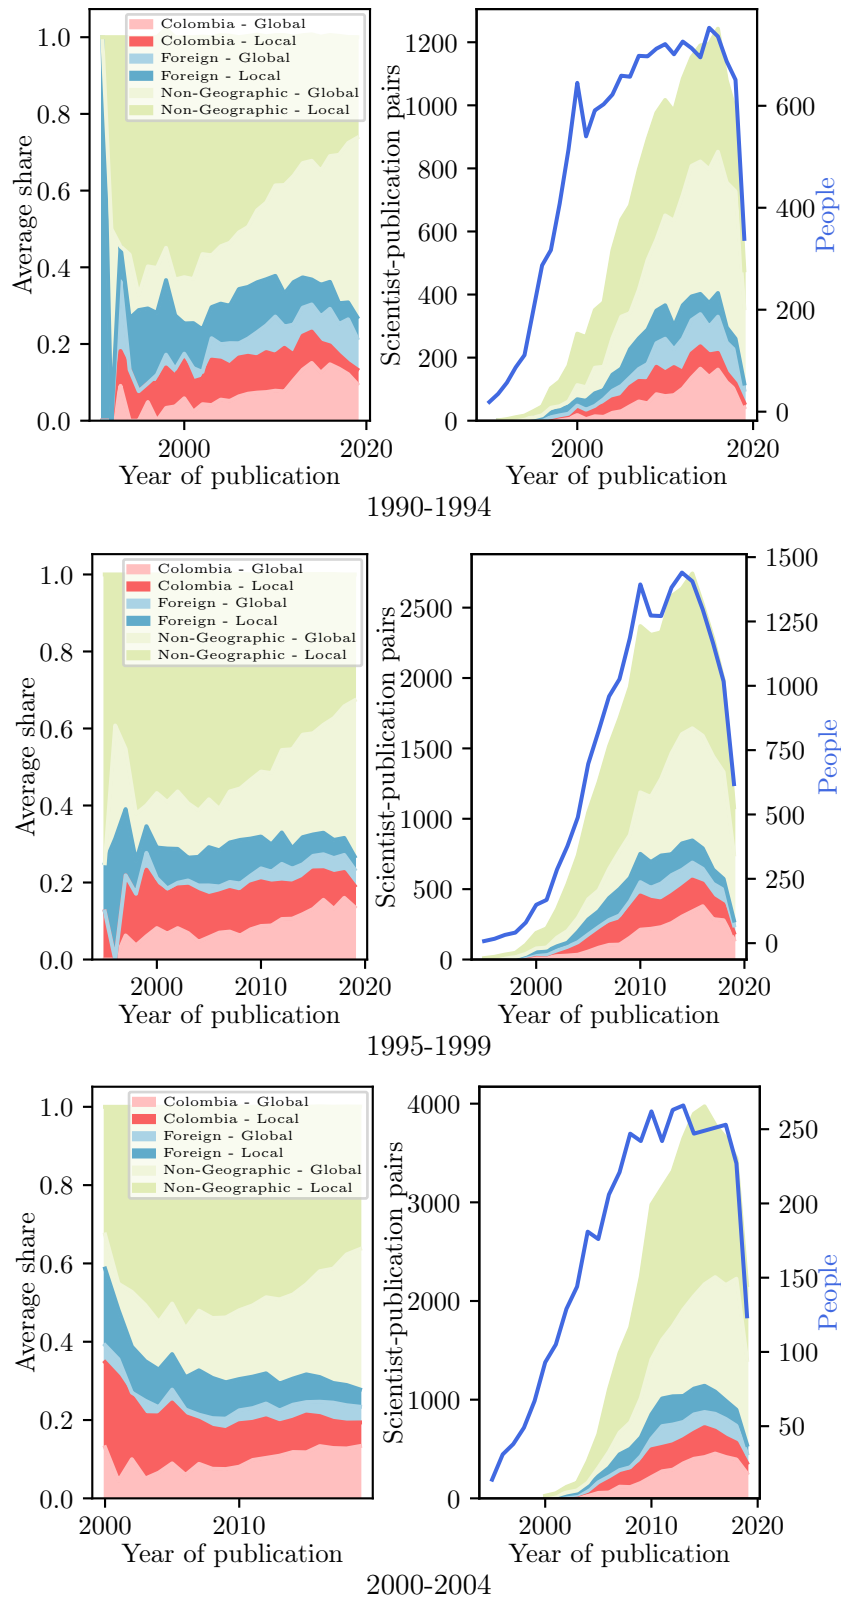 Colombia - Global
Colombia - Local
Foreign - Global
Foreign - Local
Non-Geographic - Global
Non-Geographic - Local
1.0
0.8
0.6
0.4
0.2
0.0
Average share
2000
2020
Year of publication
1200
1000
800
600
400
200
0
Scientist-publication pairs
600
400
200
0
People
2000
2020
Year of publication
1990-1994
Colombia - Global
Colombia - Local
Foreign - Global
Foreign - Local
Non-Geographic - Global
Non-Geographic - Local
1.0
0.8
0.6
0.4
0.2
0.0
Average share
2000
2010
2020
Year of publication
2500
2000
1500
1000
500
0
Scientist-publication pairs
1500
1250
1000
750
500
250
0
People
2000
2010
2020
Year of publication
1995-1999
Colombia - Global
Colombia - Local
Foreign - Global
Foreign - Local
Non-Geographic - Global
Non-Geographic - Local
1.0
0.8
0.6
0.4
0.2
0.0
Average share
2000
2010
Year of publication
4000
3000
2000
1000
0
Scientist-publication pairs
250
200
150
100
50
People
2000
2010
2020
Year of publication
2000-2004